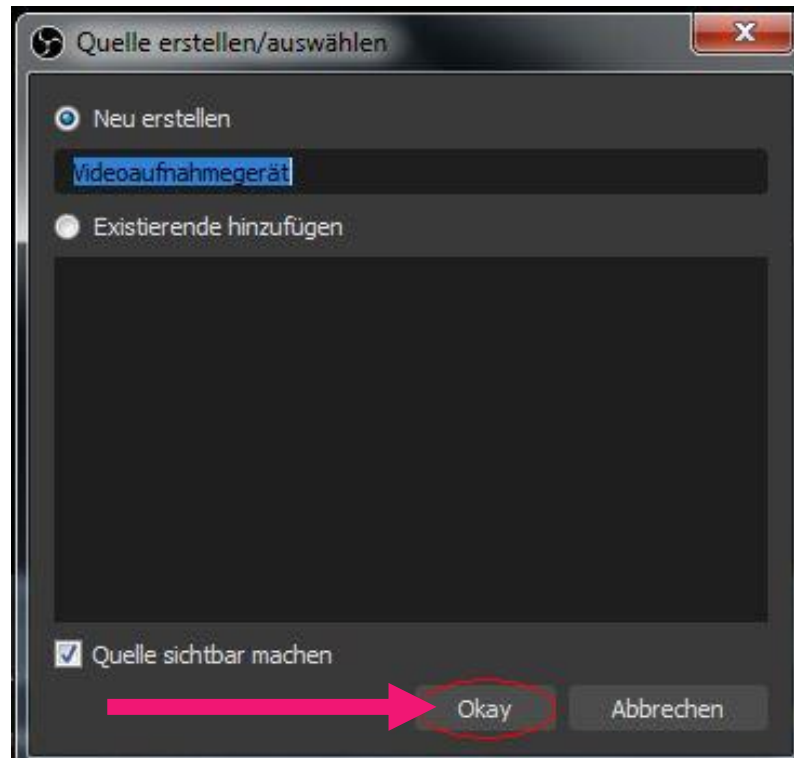 Quelle erstellen/auswählen
Neu erstellen
Videoaufnahmegerät
Existierende hinzufügen
Quelle sichtbar machen
Okay Abbrechen